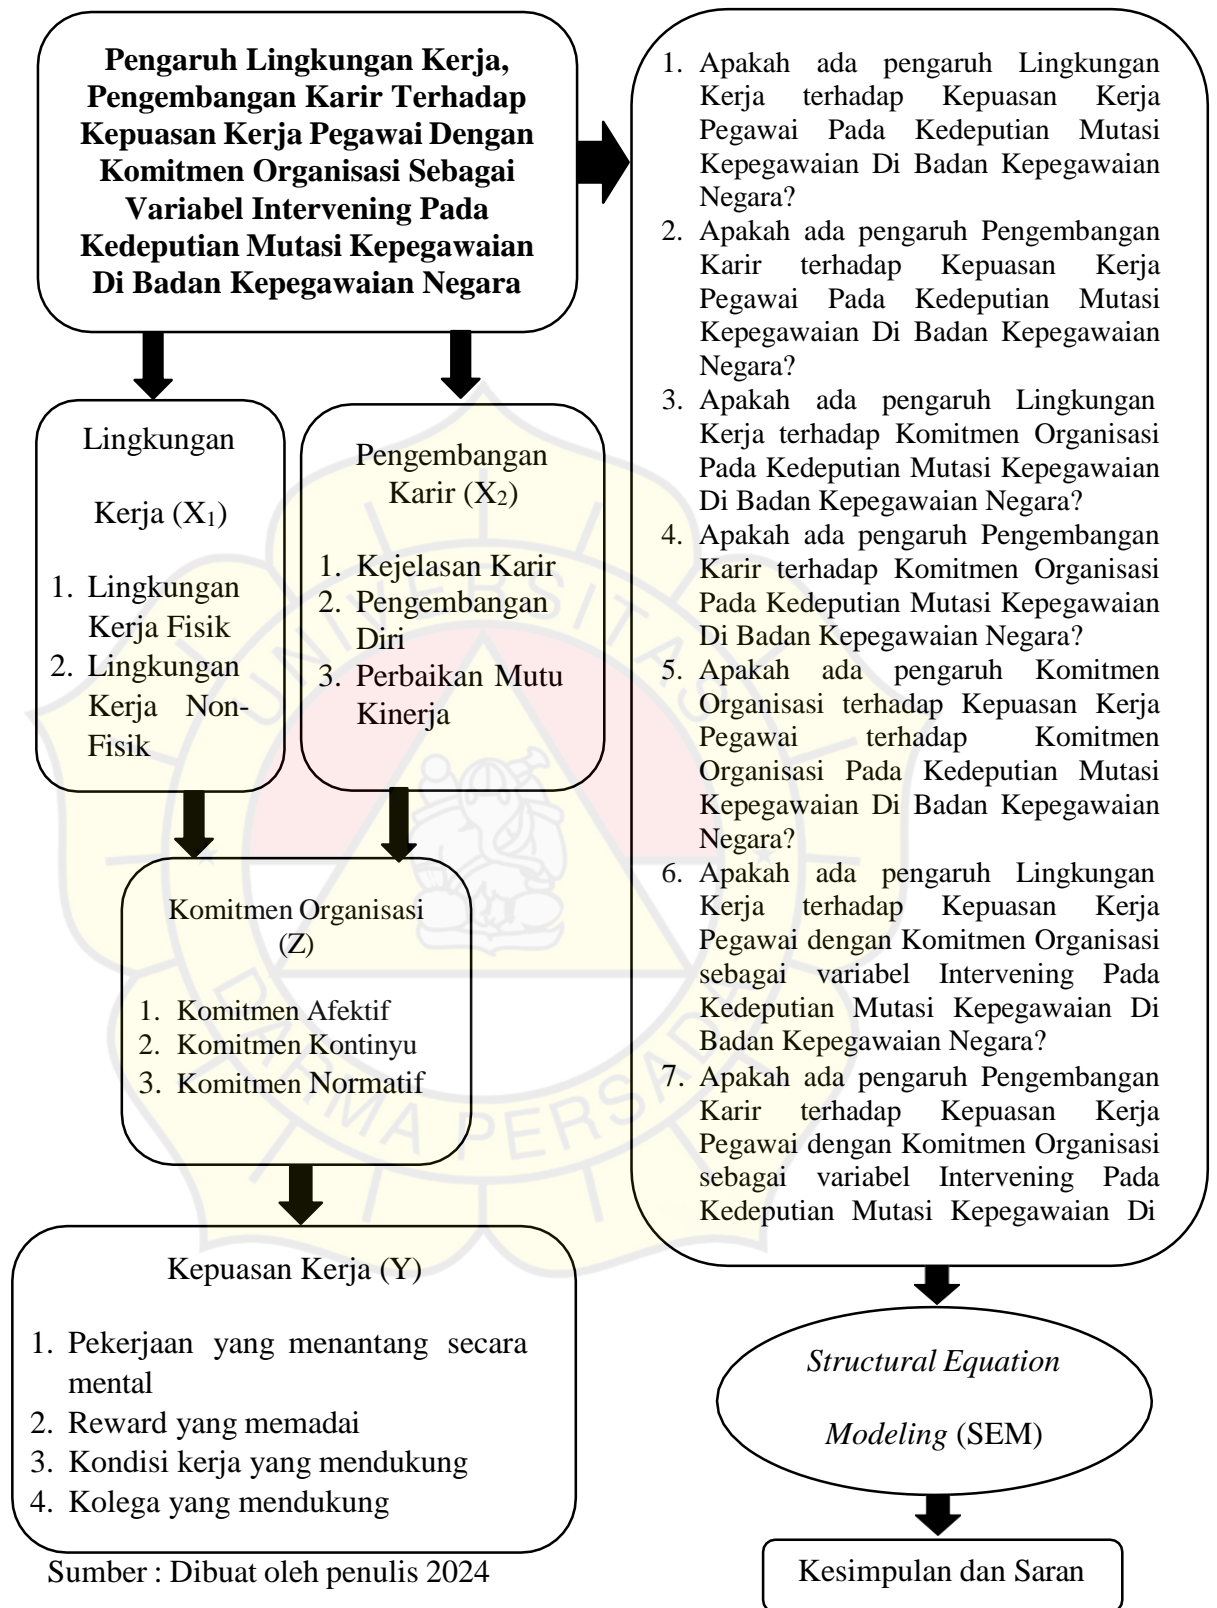 Pengaruh Lingkungan Kerja,
Pengembangan Karir Terhadap
Kepuasan Kerja Pegawai Dengan
Komitmen Organisasi Sebagai
Variabel Intervening Pada
Kedeputian Mutasi Kepegawaian
Di Badan Kepegawaian Negara
Lingkungan
Kerja (X₁)
1. Lingkungan
Kerja Fisik
2. Lingkungan
Kerja Non-
Fisik
Pengembangan
Karir (X₂)
1. Kejelasan Karir
2. Pengembangan
Diri
3. Perbaikan Mutu
Kinerja
Komitmen Organisasi
(Z)
1. Komitmen Afektif
2. Komitmen Kontinyu
3. Komitmen Normatif
Kepuasan Kerja (Y)
1. Pekerjaan yang menantang secara
mental
2. Reward yang memadai
3. Kondisi kerja yang mendukung
4. Kolega yang mendukung
Sumber : Dibuat oleh penulis 2024
1. Apakah ada pengaruh Lingkungan
Kerja terhadap Kepuasan Kerja
Pegawai Pada Kedeputian Mutasi
Kepegawaian Di Badan Kepegawaian
Negara?
2. Apakah ada pengaruh Pengembangan
Karir terhadap Kepuasan Kerja
Pegawai Pada Kedeputian Mutasi
Kepegawaian Di Badan Kepegawaian
Negara?
3. Apakah ada pengaruh Lingkungan
Kerja terhadap Komitmen Organisasi
Pada Kedeputian Mutasi Kepegawaian
Di Badan Kepegawaian Negara?
4. Apakah ada pengaruh Pengembangan
Karir terhadap Komitmen Organisasi
Pada Kedeputian Mutasi Kepegawaian
Di Badan Kepegawaian Negara?
5. Apakah ada pengaruh Komitmen
Organisasi terhadap Kepuasan Kerja
Pegawai terhadap Komitmen
Organisasi Pada Kedeputian Mutasi
Kepegawaian Di Badan Kepegawaian
Negara?
6. Apakah ada pengaruh Lingkungan
Kerja terhadap Kepuasan Kerja
Pegawai dengan Komitmen Organisasi
sebagai variabel Intervening Pada
Kedeputian Mutasi Kepegawaian Di
Badan Kepegawaian Negara?
7. Apakah ada pengaruh Pengembangan
Karir terhadap Kepuasan Kerja
Pegawai dengan Komitmen Organisasi
sebagai variabel Intervening Pada
Kedeputian Mutasi Kepegawaian Di
Structural Equation
Modeling (SEM)
Kesimpulan dan Saran
UNIVERSITAS
DARMA PERSADA